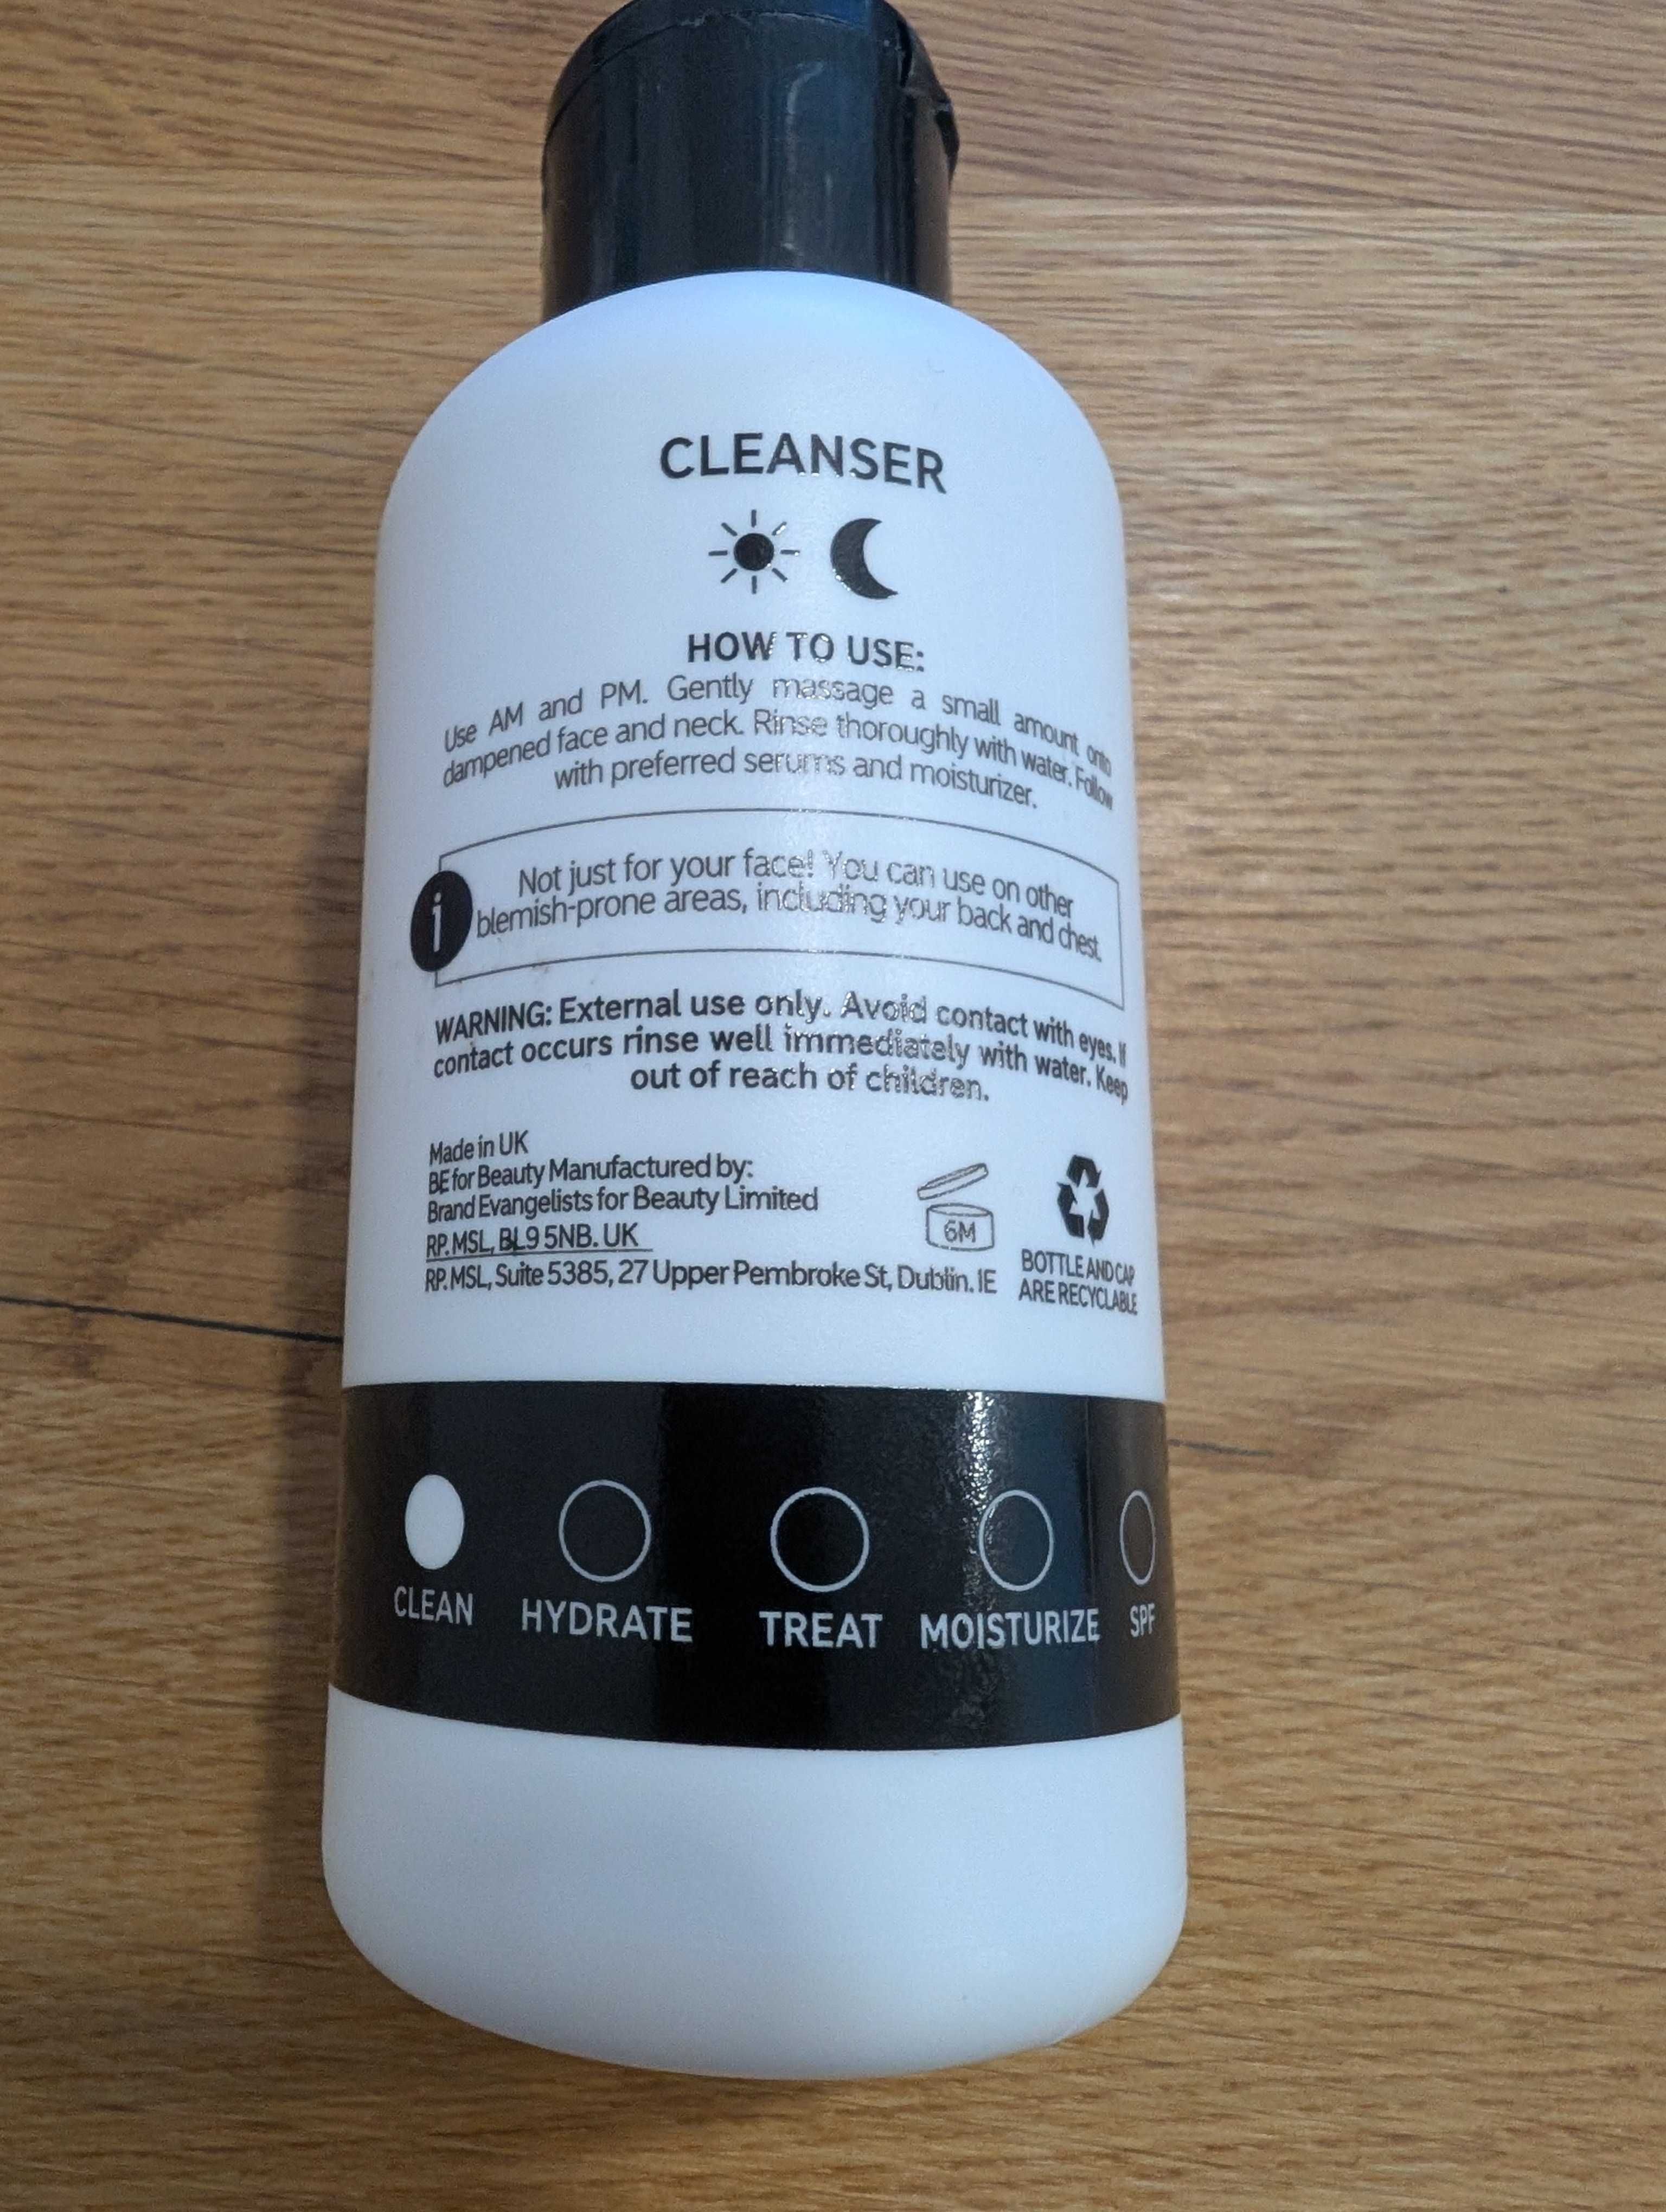 CLEANSER
HOW TO USE:
Use AM and PM. Gently massage a small amount onto
dampened face and neck. Rinse thoroughly with water. Follow
with preferred serums and moisturizer.
i
Not just for your face! You can use on other
blemish-prone areas, including your back and chest.
WARNING: External use only. Avoid contact with eyes. If
contact occurs rinse well immediately with water. Keep
out of reach of children.
Made in UK
BE for Beauty Manufactured by:
Brand Evangelists for Beauty Limited
RP. MSL, BL9 5NB. UK
RP. MSL, Suite 5385, 27 Upper Pembroke St, Dublin. IE
6M
BOTTLE AND CAP
ARE RECYCLABLE
CLEAN HYDRATE TREAT MOISTURIZE SPF